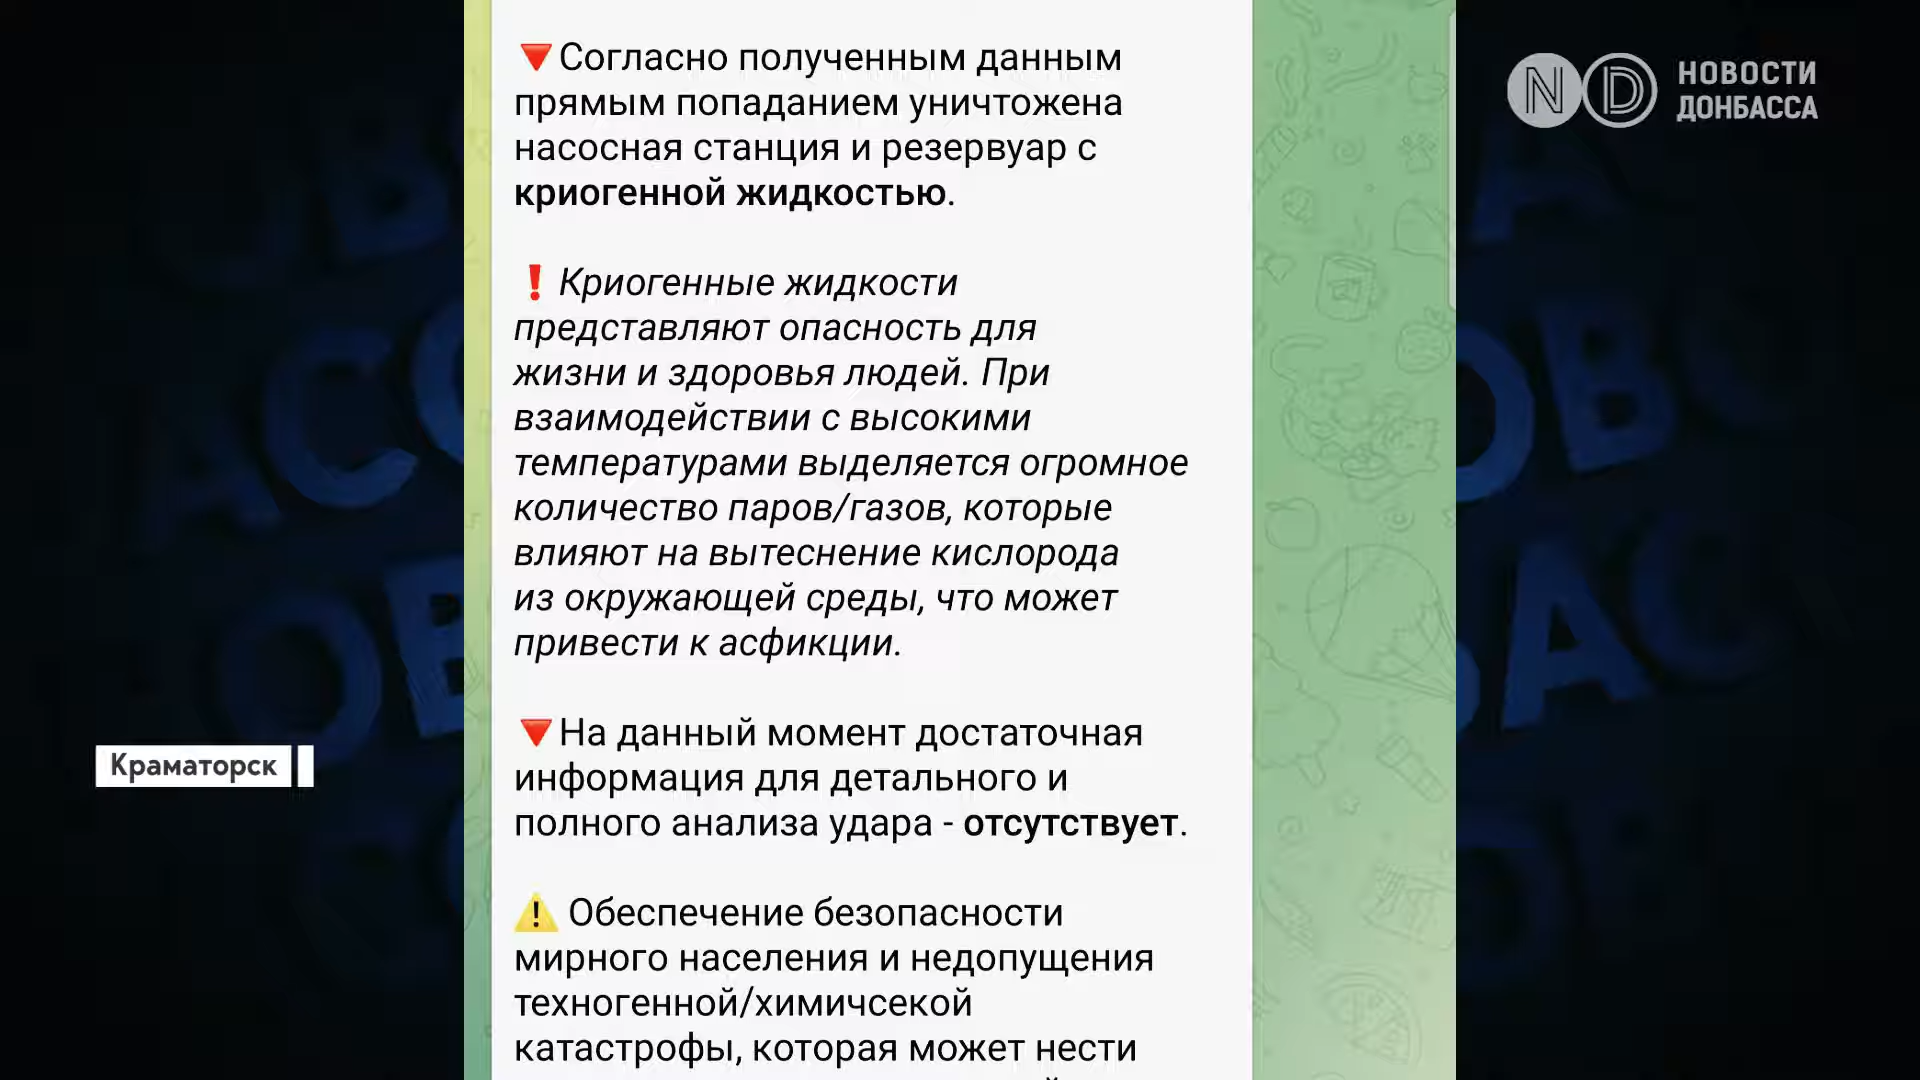 🔻Согласно полученным данным
прямым попаданием уничтожена
насосная станция и резервуар с
криогенной жидкостью.
❗Криогенные жидкости
представляют опасность для
жизни и здоровья людей. При
взаимодействии с высокими
температурами выделяется огромное
количество паров/газов, которые
влияют на вытеснение кислорода
из окружающей среды, что может
привести к асфикции.
🔻На данный момент достаточная
информация для детального и
полного анализа удара - отсутствует.
⚠️ Обеспечение безопасности
мирного населения и недопущения
техногенной/химичсекой
катастрофы, которая может нести
ND НОВОСТИ
ДОНБАССА
Краматорск